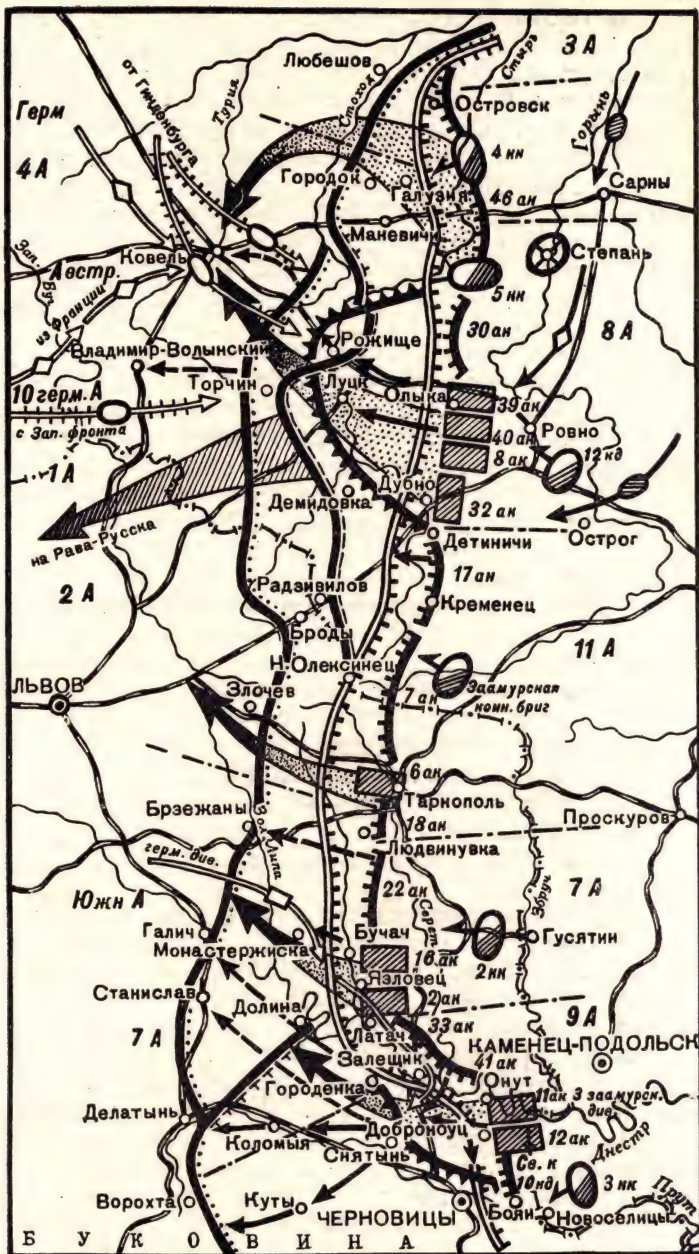 Любешов
Стоход
Стырь
3 А
Горынь
Герм
4 А
от Гинденбурга
Турия
Островск
4 кк
Городок
Галузия
46 ак
Сарны
Маневичи
Степань
Зап. Буг
Ковель
Австр.
из франции
5 кк
30 ак
8 А
Рожище
Владимир-Волынский
Торчин
Луцк
Олыка
39 ак
10 герм. А
с Зап. фронта
40 ак
Ровно
8 ак
12 кд
1 А
Дубно
Демидовка
32 ак
на Рава-Русска
Детиничи
Острог
2 А
17 ак
Радзивилов
Кременец
Броды
11 А
Н.Олексинец
ЛЬВОВ
Злочев
7 ак
Заамурская
конн. бриг
6 ак
Тарнополь
Брзежаны
18 ак
Проскуров
Людвинувка
Зол. Липа
герм. див.
Южн А
22 ак
Серет
Збруч
7 А
Галич
Бучач
Гусятин
Монастержиска
16 ак
2 кк
Язловец
Станислав
2 ак
Долина
9 А
7 А
Латач
33 ак
КАМЕНЕЦ-ПОДОЛЬСК
Залещик
41 ак
Городенка
Онут
11 ак
3 заамурск.
див.
Делатынь
Доброноуц
12 ак
Днестр
Коломыя
Снятынь
Св. к
10 кд
3 кк
Прут
Ворохта
Куты
Боян
Новоселицы
ЧЕРНОВИЦЫ
БУКОВИНА